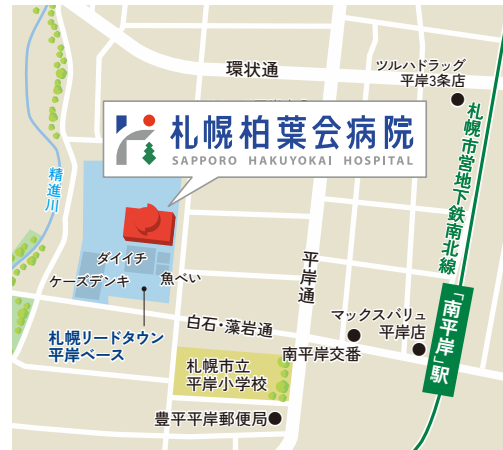 環状通
ツルハドラッグ
平岸3条店
札幌柏葉会病院
SAPPORO HAKUYOKAI HOSPITAL
札幌市営地下鉄南北線
精進川
ダイイチ
ケーズデンキ
魚べい
平岸通
札幌リードタウン
平岸ベース
白石・藻岩通
マックスバリュ
平岸店
南平岸交番
「南平岸」駅
札幌市立
平岸小学校
豊平平岸郵便局